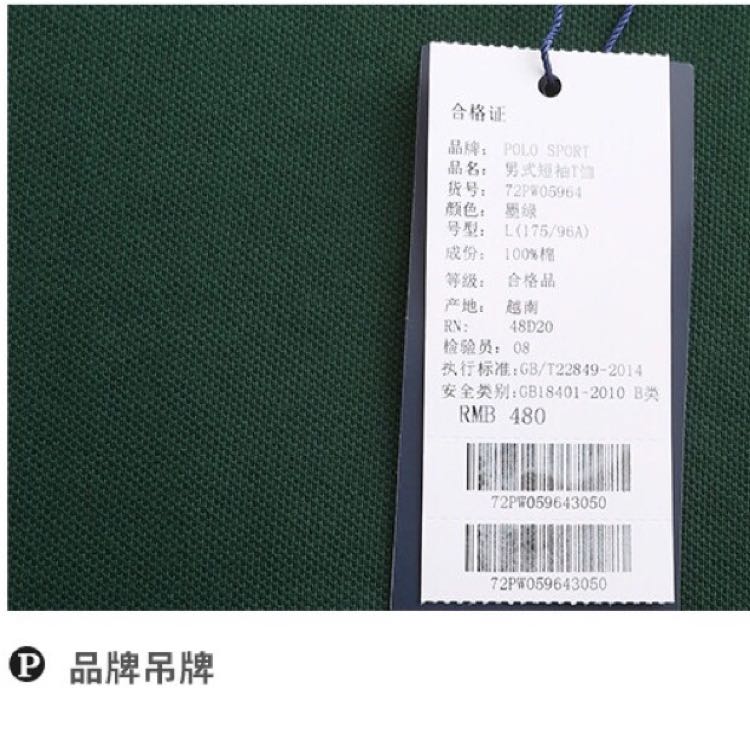 合格证
品牌: POLO SPORT
品名: 男式短袖T恤
货号: 72PW05964
颜色: 墨绿
号型: L(175/96A)
成份: 100%棉
等级: 合格品
产地: 越南
RN: 48D20
检验员: 08
执行标准:GB/T22849-2014
安全类别:GB18401-2010 B类
RMB 480
72PW059643050
72PW059643050
P 品牌吊牌